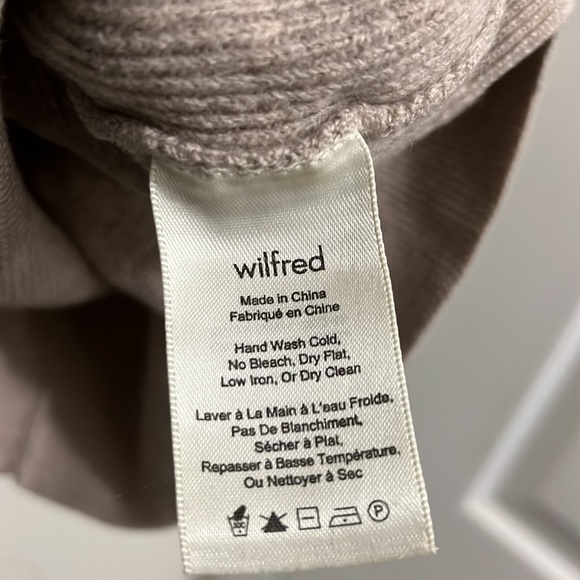 wilfred
Made in China
Fabriqué en Chine
Hand Wash Cold,
No Bleach, Dry Flat,
Low Iron, Or Dry Clean
Laver à La Main à L'eau Froide,
Pas De Blanchiment,
Sécher à Plat,
Repasser à Basse Température,
Ou Nettoyer à Sec
P